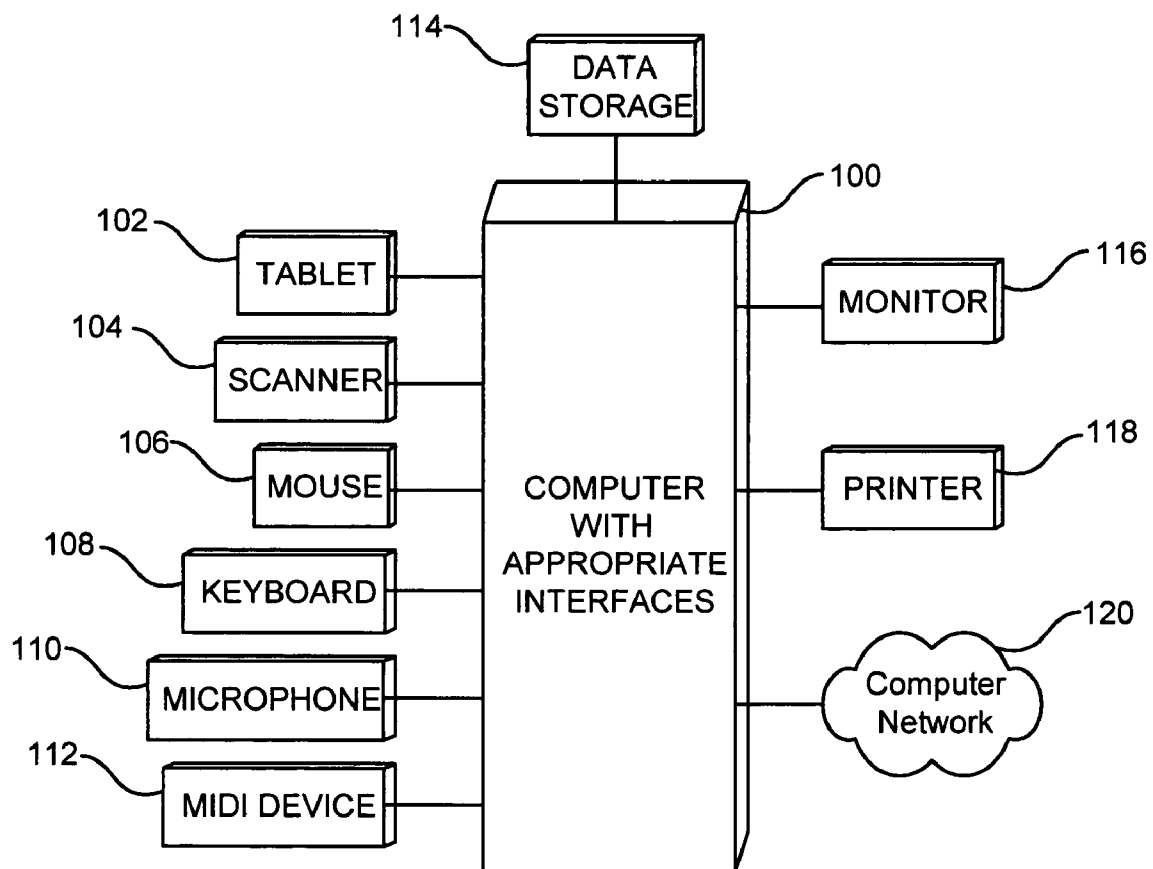 114
DATA
STORAGE
100
102
TABLET
116
MONITOR
104
SCANNER
106
MOUSE
118
PRINTER
COMPUTER
WITH
APPROPRIATE
INTERFACES
108
KEYBOARD
110
MICROPHONE
120
Computer
Network
112
MIDI DEVICE